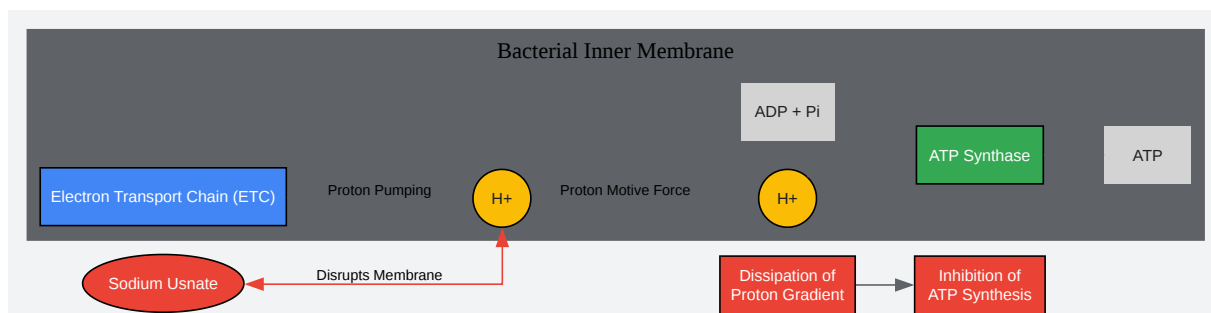 Bacterial Inner Membrane
ADP + Pi
ATP Synthase
ATP
Electron Transport Chain (ETC)
Proton Pumping
H+
Proton Motive Force
H+
Sodium Usnate
Disrupts Membrane
Dissipation of
Proton Gradient
Inhibition of
ATP Synthesis